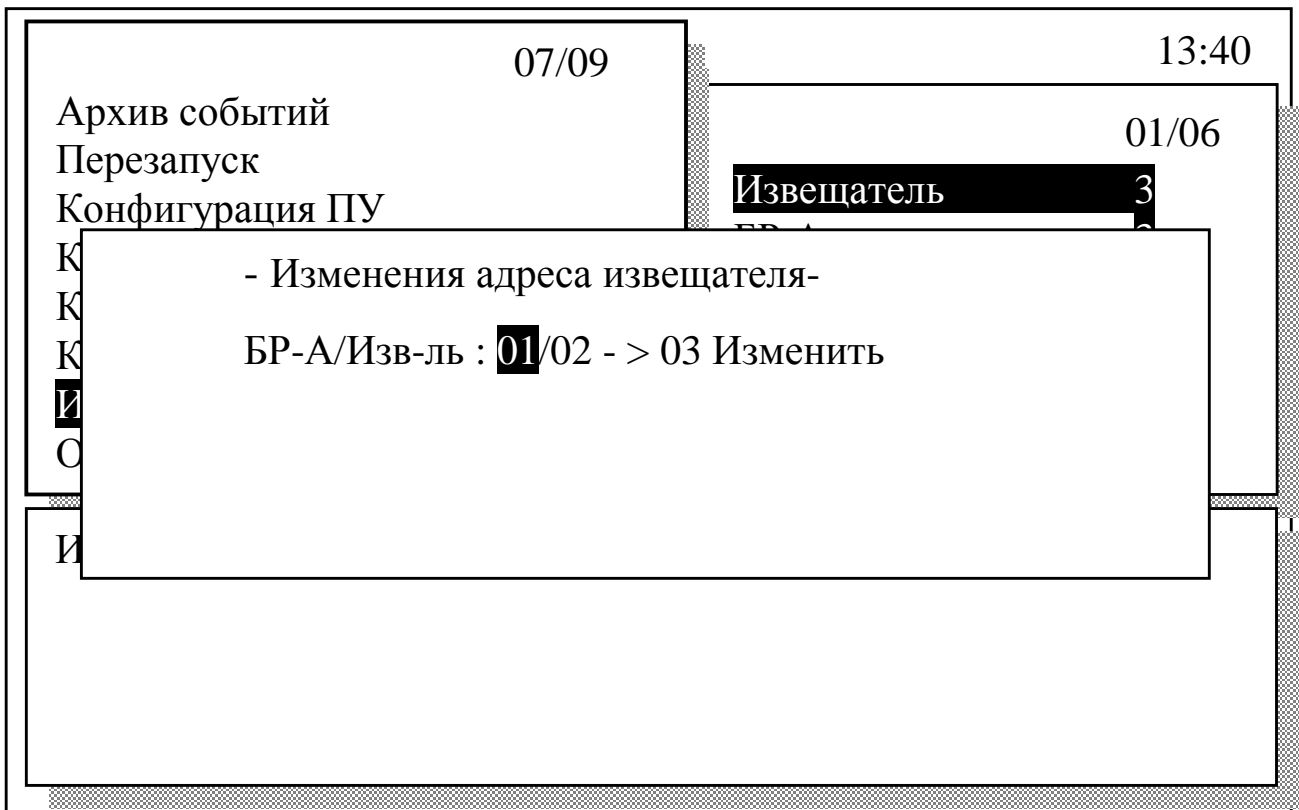 07/09
Архив событий
Перезапуск
Конфигурация ПУ
К
К
К
И
О
13:40
01/06
Извещатель 3
- Изменения адреса извещателя-
БР-А/Изв-ль : 01/02 - > 03 Изменить
И